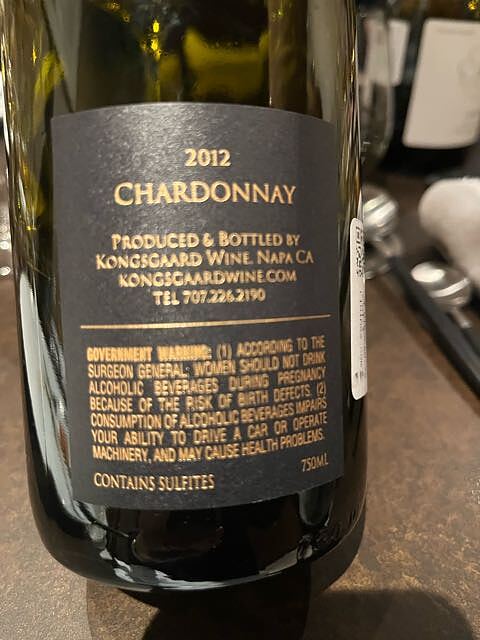 2012
CHARDONNAY
PRODUCED & BOTTLED BY
KONGSGAARD WINE, NAPA CA
KONGSGAARDWINE.COM
TEL 707.226.2190
GOVERNMENT WARNING: (1) ACCORDING TO THE
SURGEON GENERAL, WOMEN SHOULD NOT DRINK
ALCOHOLIC BEVERAGES DURING PREGNANCY
BECAUSE OF THE RISK OF BIRTH DEFECTS. (2)
CONSUMPTION OF ALCOHOLIC BEVERAGES IMPAIRS
YOUR ABILITY TO DRIVE A CAR OR OPERATE
MACHINERY, AND MAY CAUSE HEALTH PROBLEMS.
750ML
CONTAINS SULFITES